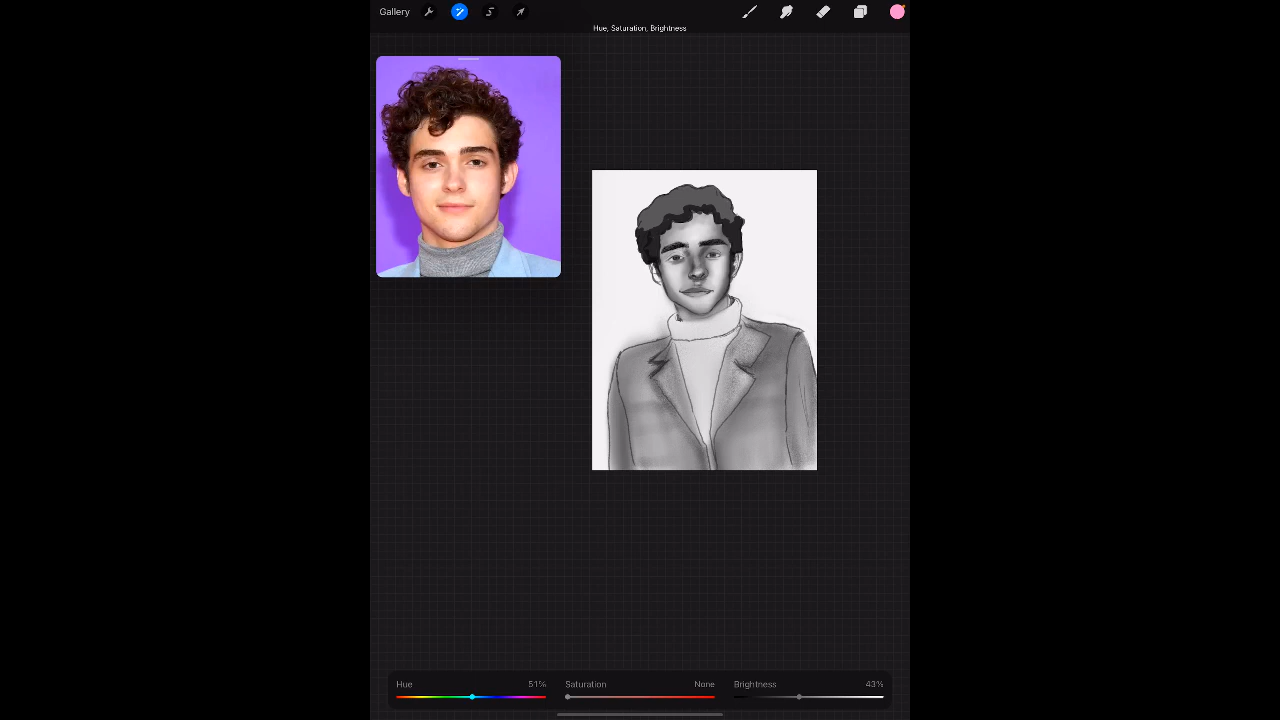 Gallery
Hue, Saturation, Brightness
Hue 51% Saturation None Brightness 43%